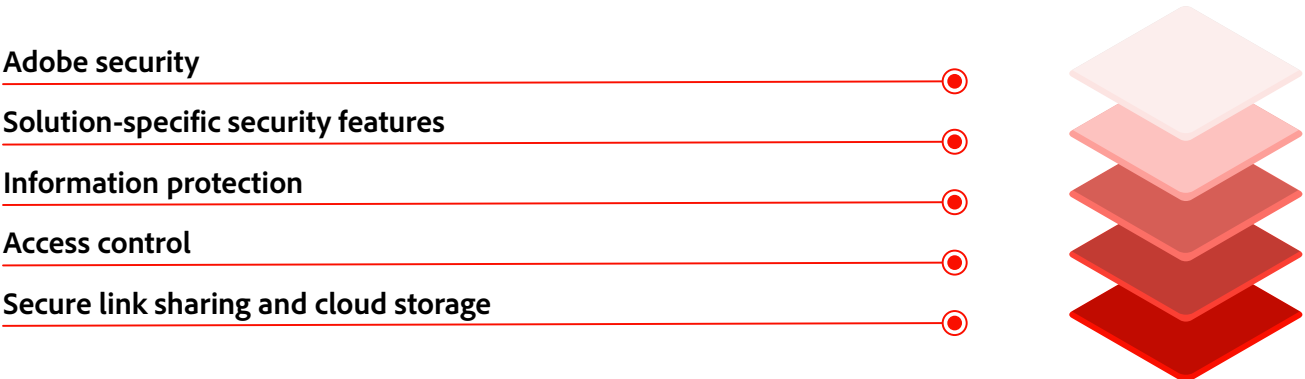 Adobe security
Solution-specific security features
Information protection
Access control
Secure link sharing and cloud storage